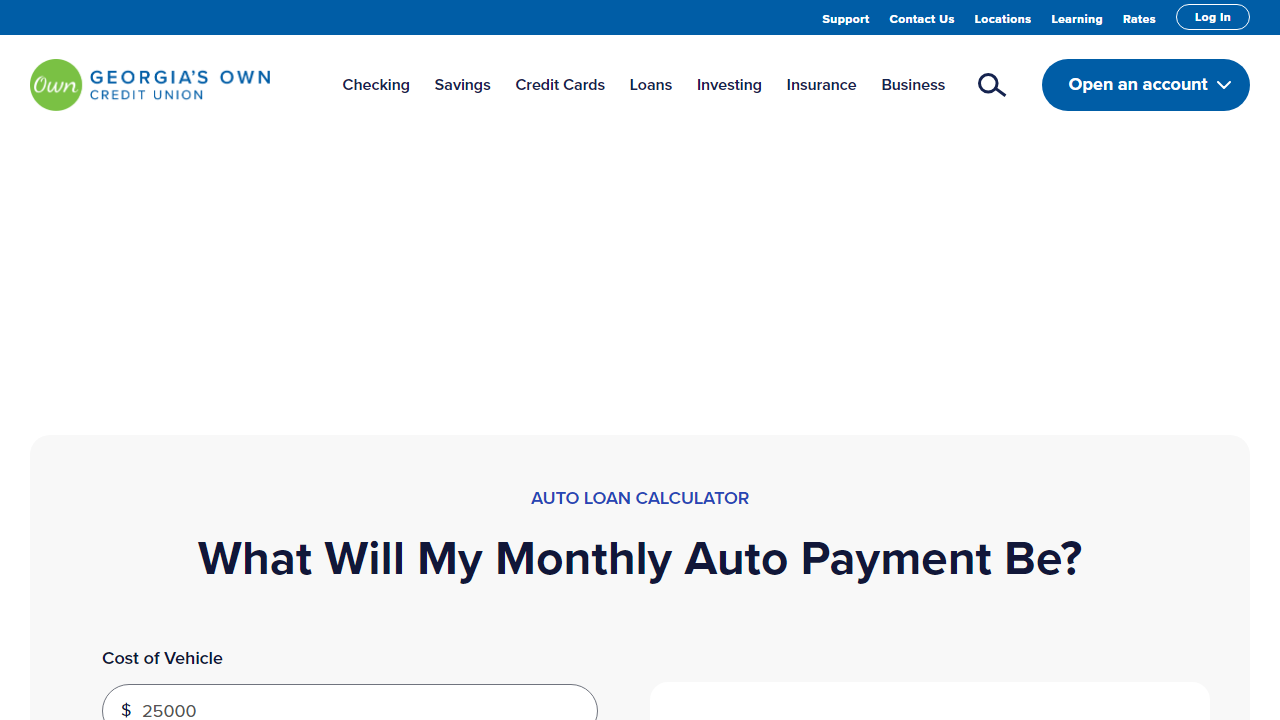 Support Contact Us Locations Learning Rates Log In
Own GEORGIA'S OWN
CREDIT UNION
Checking Savings Credit Cards Loans Investing Insurance Business Open an account
AUTO LOAN CALCULATOR
What Will My Monthly Auto Payment Be?
Cost of Vehicle
$ 25000